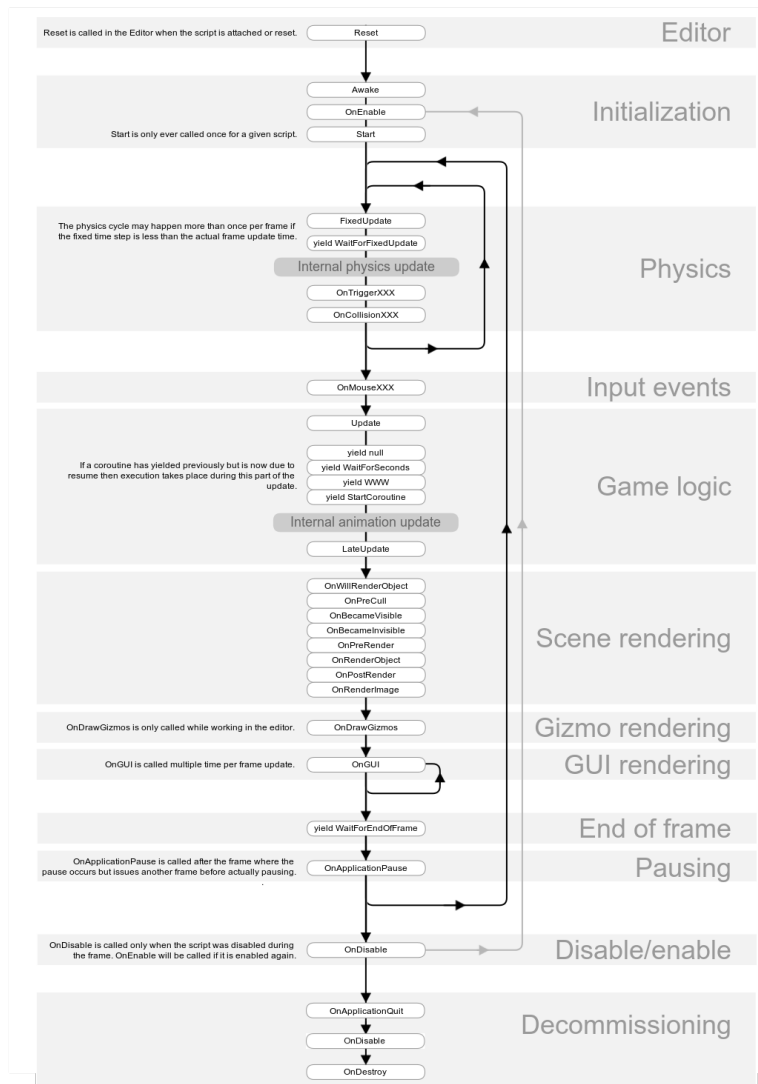 Reset is called in the Editor when the script is attached or reset.
Reset
Editor
Awake
OnEnable
Initialization
Start is only ever called once for a given script.
Start
The physics cycle may happen more than once per frame if
the fixed time step is less than the actual frame update time.
FixedUpdate
yield WaitForFixedUpdate
Internal physics update
Physics
OnTriggerXXX
OnCollisionXXX
OnMouseXXX
Input events
Update
If a coroutine has yielded previously but is now due to
resume then execution takes place during this part of the
update.
yield null
yield WaitForSeconds
yield WWW
yield StartCoroutine
Game logic
Internal animation update
LateUpdate
OnWillRenderObject
OnPreCull
OnBecameVisible
OnBecameInvisible
OnPreRender
OnRenderObject
OnPostRender
OnRenderImage
Scene rendering
OnDrawGizmos is only called while working in the editor.
OnDrawGizmos
Gizmo rendering
OnGUI is called multiple time per frame update.
OnGUI
GUI rendering
yield WaitForEndOfFrame
End of frame
OnApplicationPause is called after the frame where the
pause occurs but issues another frame before actually pausing.
.
OnApplicationPause
Pausing
OnDisable is called only when the script was disabled during
the frame. OnEnable will be called if it is enabled again.
OnDisable
Disable/enable
OnApplicationQuit
Decommissioning
OnDisable
OnDestroy